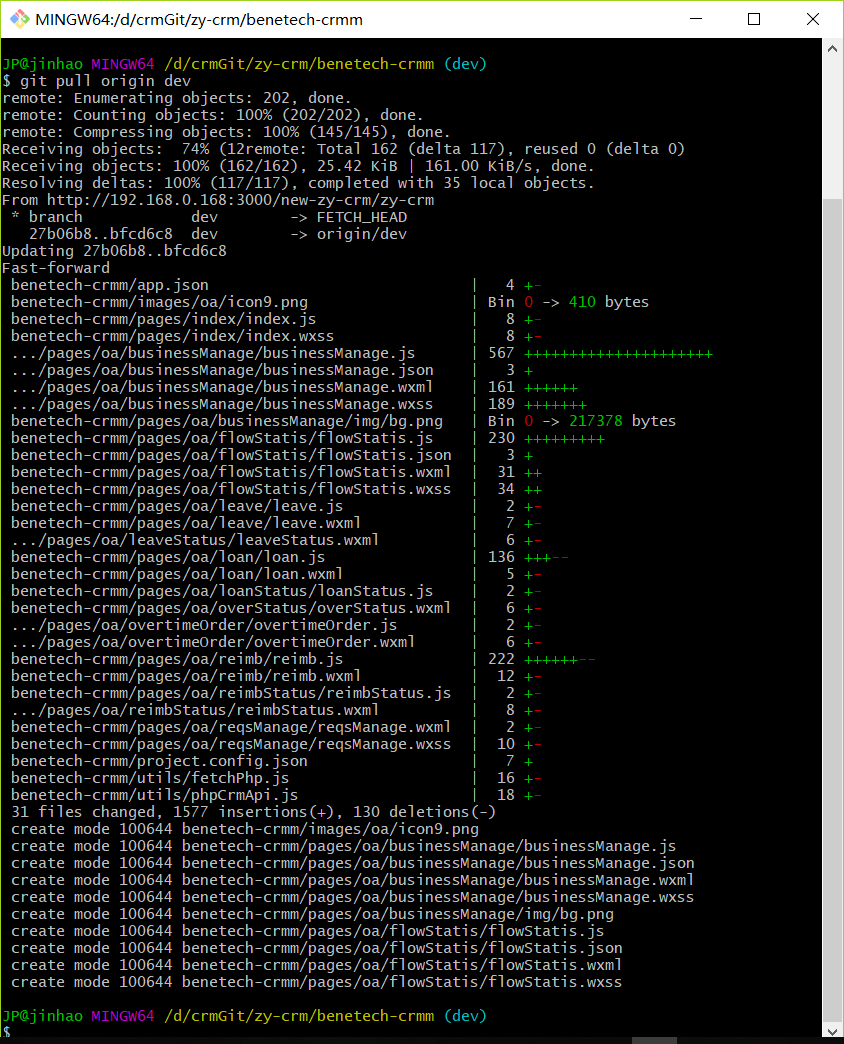 MINGW64:/d/crmGit/zy-crm/benetech-crmm
JP@jinhao MINGW64 /d/crmGit/zy-crm/benetech-crmm (dev)
$ git pull origin dev
remote: Enumerating objects: 202, done.
remote: Counting objects: 100% (202/202), done.
remote: Compressing objects: 100% (145/145), done.
Receiving objects:  74% (12remote: Total 162 (delta 117), reused 0 (delta 0)
Receiving objects: 100% (162/162), 25.42 KiB | 161.00 KiB/s, done.
Resolving deltas: 100% (117/117), completed with 35 local objects.
From http://192.168.0.168:3000/new-zy-crm/zy-crm
 * branch            dev        -> FETCH_HEAD
   27b06b8..bfcd6c8  dev        -> origin/dev
Updating 27b06b8..bfcd6c8
Fast-forward
 benetech-crmm/app.json                             |   4 +-
 benetech-crmm/images/oa/icon9.png                  | Bin 0 -> 410 bytes
 benetech-crmm/pages/index/index.js                 |   8 +-
 benetech-crmm/pages/index/index.wxss               |   8 +-
 .../pages/oa/businessManage/businessManage.js      | 567 +++++++++++++++++++++
 .../pages/oa/businessManage/businessManage.json    |   3 +
 .../pages/oa/businessManage/businessManage.wxml    | 161 ++++++
 .../pages/oa/businessManage/businessManage.wxss    | 189 +++++++
 benetech-crmm/pages/oa/businessManage/img/bg.png   | Bin 0 -> 217378 bytes
 benetech-crmm/pages/oa/flowStatis/flowStatis.js    | 230 +++++++++
 benetech-crmm/pages/oa/flowStatis/flowStatis.json  |   3 +
 benetech-crmm/pages/oa/flowStatis/flowStatis.wxml  |  31 ++
 benetech-crmm/pages/oa/flowStatis/flowStatis.wxss  |  34 ++
 benetech-crmm/pages/oa/leave/leave.js              |   2 +-
 benetech-crmm/pages/oa/leave/leave.wxml            |   7 +-
 .../pages/oa/leaveStatus/leaveStatus.wxml          |   6 +-
 benetech-crmm/pages/oa/loan/loan.js                | 136 +++--
 benetech-crmm/pages/oa/loan/loan.wxml              |   5 +-
 benetech-crmm/pages/oa/loanStatus/loanStatus.js    |   2 +-
 benetech-crmm/pages/oa/overStatus/overStatus.wxml  |   6 +-
 .../pages/oa/overtimeOrder/overtimeOrder.js        |   2 +-
 .../pages/oa/overtimeOrder/overtimeOrder.wxml      |   6 +-
 benetech-crmm/pages/oa/reimb/reimb.js              | 222 ++++++--
 benetech-crmm/pages/oa/reimb/reimb.wxml            |  12 +-
 benetech-crmm/pages/oa/reimbStatus/reimbStatus.js  |   2 +-
 .../pages/oa/reimbStatus/reimbStatus.wxml          |   8 +-
 benetech-crmm/pages/oa/reqsManage/reqsManage.wxml  |   2 +-
 benetech-crmm/pages/oa/reqsManage/reqsManage.wxss  |  10 +-
 benetech-crmm/project.config.json                  |   7 +
 benetech-crmm/utils/fetchPhp.js                    |  16 +-
 benetech-crmm/utils/phpCrmApi.js                   |  18 +-
 31 files changed, 1577 insertions(+), 130 deletions(-)
 create mode 100644 benetech-crmm/images/oa/icon9.png
 create mode 100644 benetech-crmm/pages/oa/businessManage/businessManage.js
 create mode 100644 benetech-crmm/pages/oa/businessManage/businessManage.json
 create mode 100644 benetech-crmm/pages/oa/businessManage/businessManage.wxml
 create mode 100644 benetech-crmm/pages/oa/businessManage/businessManage.wxss
 create mode 100644 benetech-crmm/pages/oa/businessManage/img/bg.png
 create mode 100644 benetech-crmm/pages/oa/flowStatis/flowStatis.js
 create mode 100644 benetech-crmm/pages/oa/flowStatis/flowStatis.json
 create mode 100644 benetech-crmm/pages/oa/flowStatis/flowStatis.wxml
 create mode 100644 benetech-crmm/pages/oa/flowStatis/flowStatis.wxss
JP@jinhao MINGW64 /d/crmGit/zy-crm/benetech-crmm (dev)
$